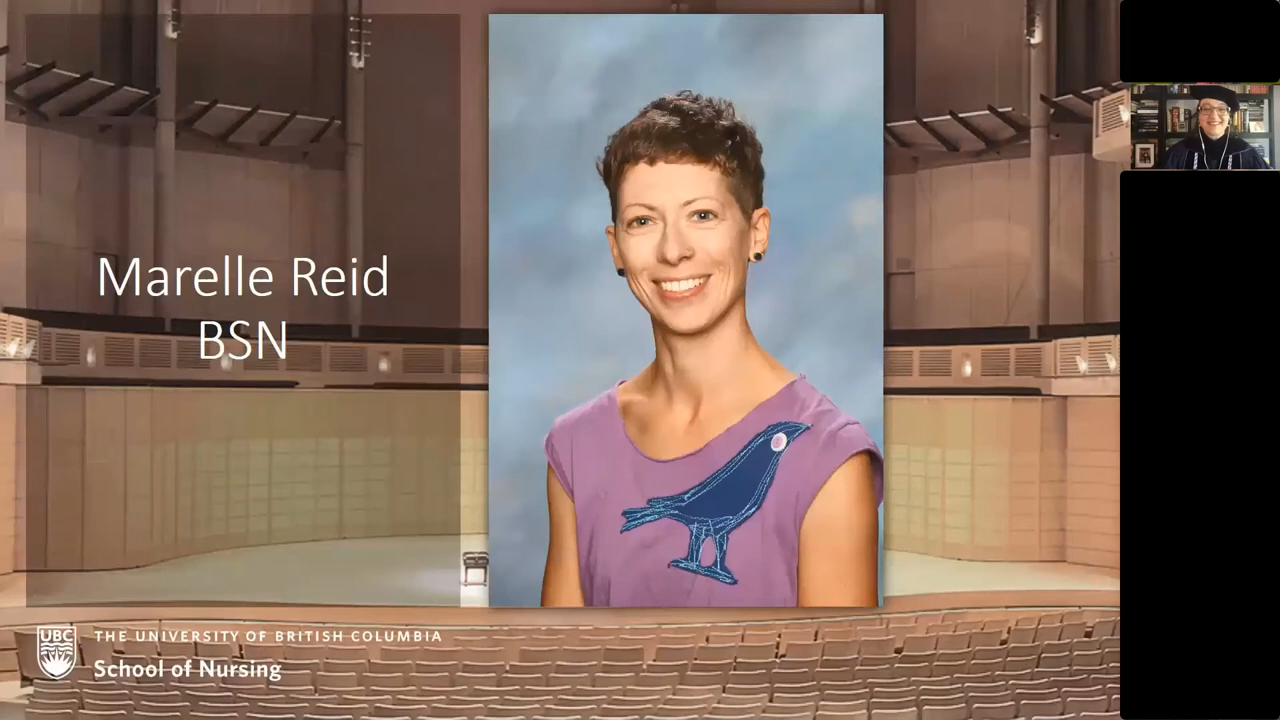 Marelle Reid
BSN
UBC
THE UNIVERSITY OF BRITISH COLUMBIA
School of Nursing